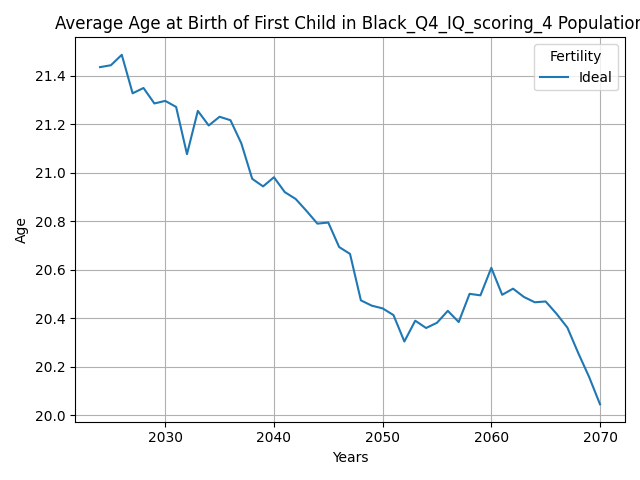 Average Age at Birth of First Child in Black_Q4_IQ_scoring_4 Population
Fertility
Ideal
21.4
21.2
21.0
20.8
20.6
20.4
20.2
20.0
Age
2030 2040 2050 2060 2070
Years